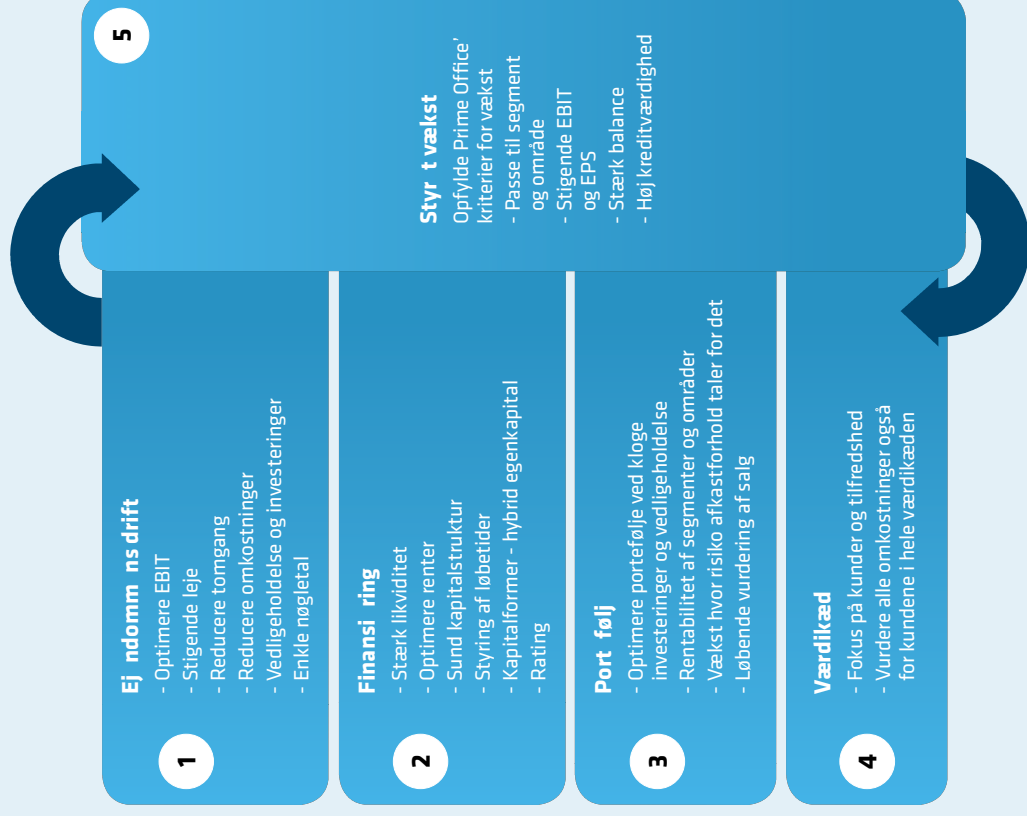 1
Ej ndomm ns drift
- Optimere EBIT
- Stigende leje
- Reducere tomgang
- Reducere omkostninger
- Vedligeholdelse og investeringer
- Enkle nøgletal
2
Finansi ring
- Stærk likviditet
- Optimere renter
- Sund kapitalstruktur
- Styring af løbetider
- Kapitalformer – hybrid egenkapital
- Rating
3
Port følj
- Optimere portefølje ved kloge
investeringer og vedligeholdelse
- Rentabilitet af segmenter og områder
- Vækst hvor risiko afkastforhold taler for det
- Løbende vurdering af salg
4
Værdikæd
- Fokus på kunder og tilfredshed
- Vurdere alle omkostninger også
for kundene i hele værdikæden
5
Styr t vækst
Opfylde Prime Office’
kriterier for vækst
- Passe til segment
og område
- Stigende EBIT
og EPS
- Stærk balance
- Høj kreditværdighed